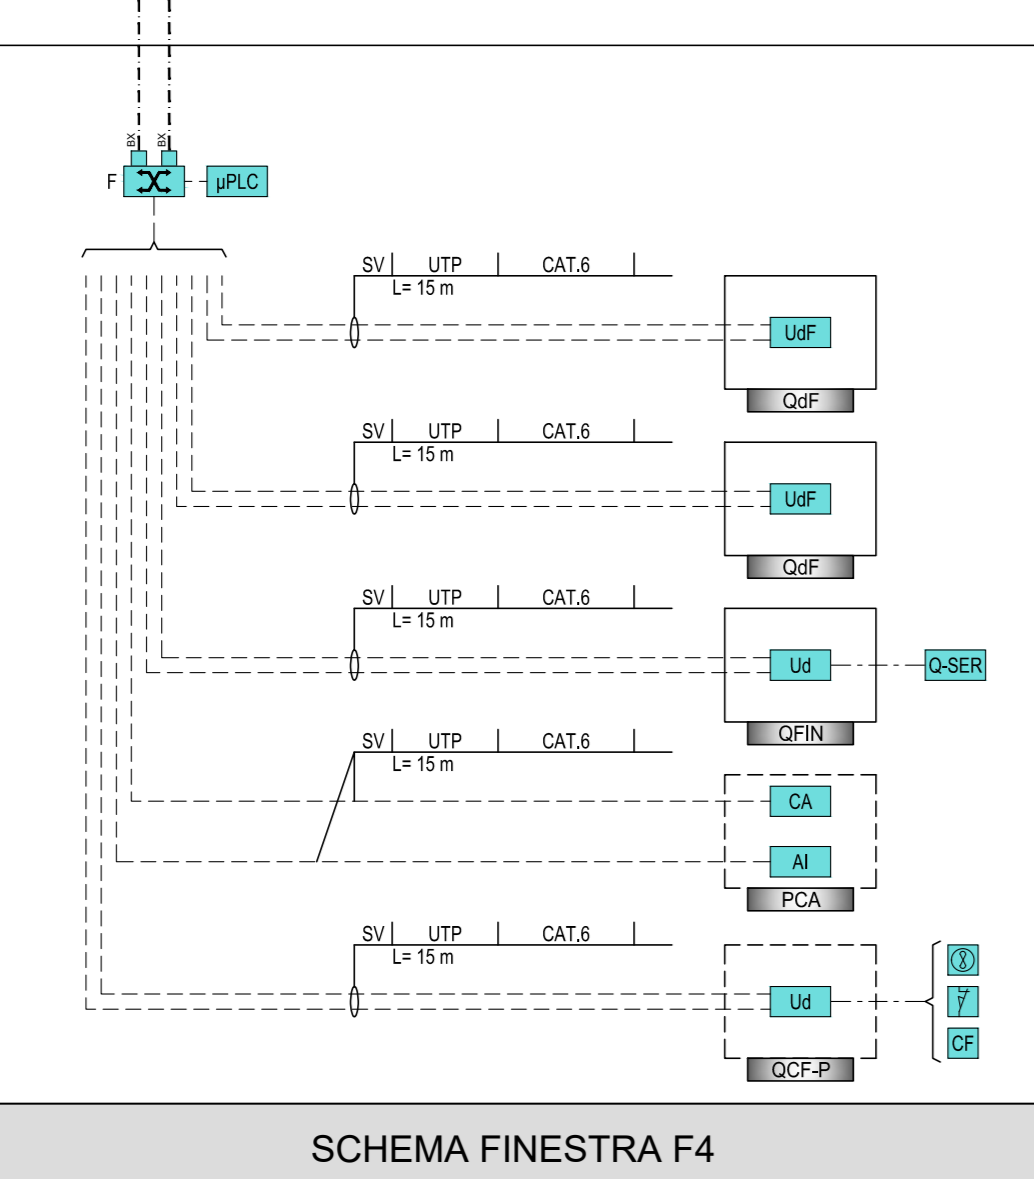 BX BX
F µPLC
SV UTP CAT.6
L= 15 m
UdF
QdF
SV UTP CAT.6
L= 15 m
UdF
QdF
SV UTP CAT.6
L= 15 m
Ud Q-SER
QFIN
SV UTP CAT.6
L= 15 m
CA
AI
PCA
SV UTP CAT.6
L= 15 m
Ud
CF
QCF-P
SCHEMA FINESTRA F4